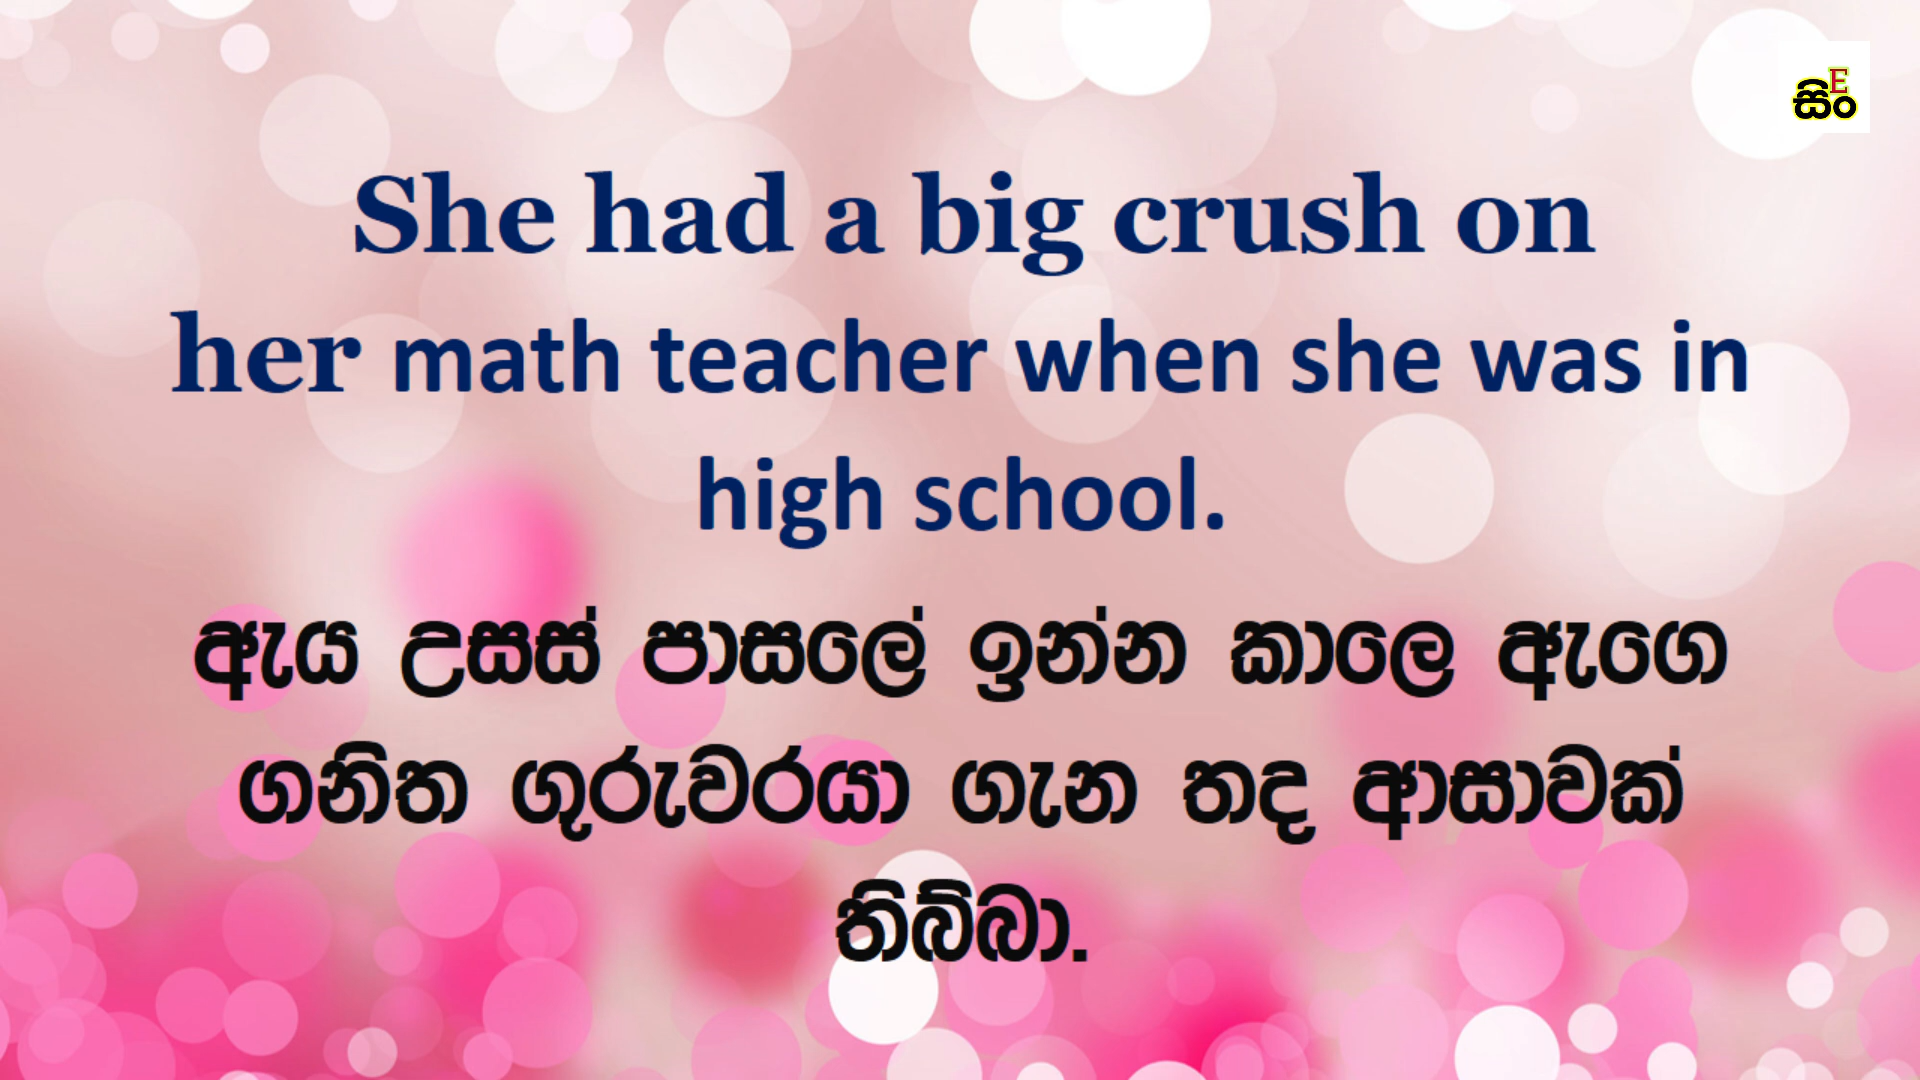 සිං
E
She had a big crush on
her math teacher when she was in
high school.
ඇය උසස් පාසලේ ඉන්න කාලෙ ඇගෙ
ගනිත ගුරුවරයා ගැන තද ආසාවක්
තිබ්බා.